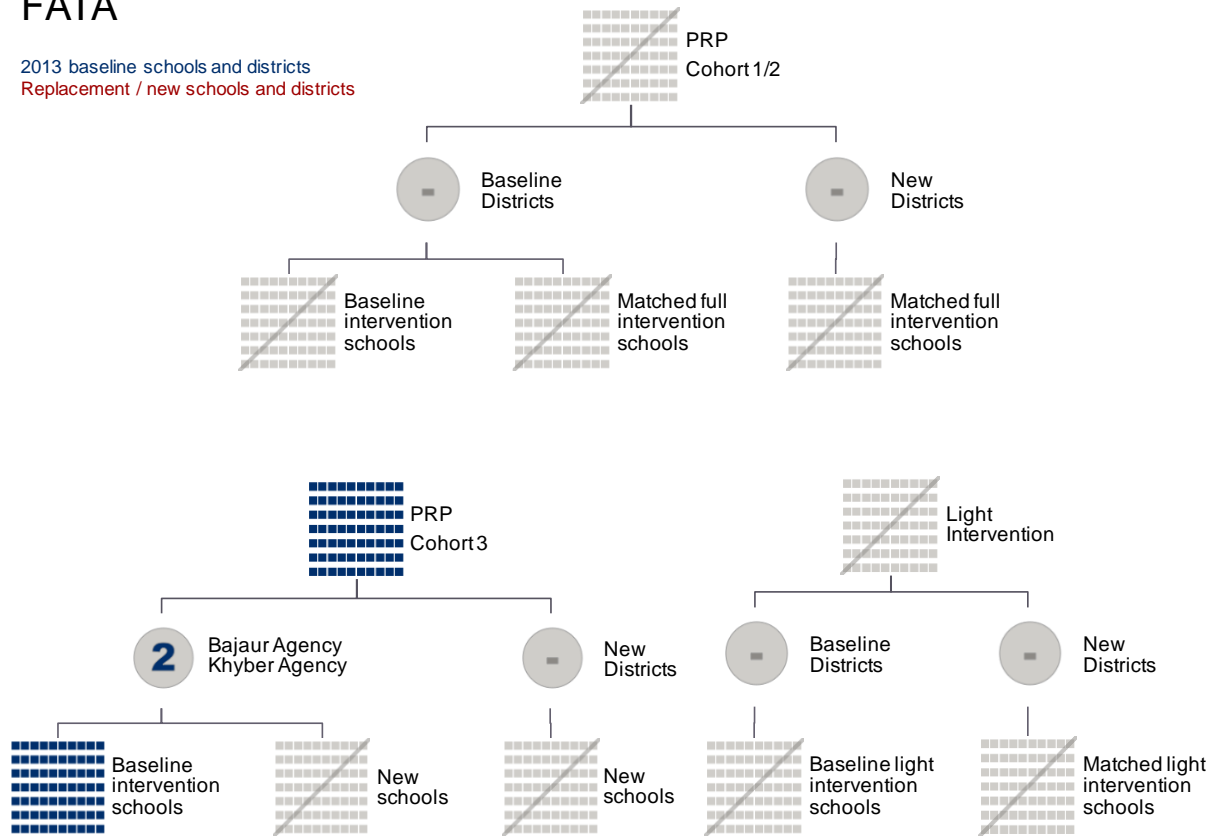 FATA
2013 baseline schools and districts
Replacement / new schools and districts
PRP
Cohort 1/2
-
Baseline
Districts
-
New
Districts
Baseline
intervention
schools
Matched full
intervention
schools
Matched full
intervention
schools
PRP
Cohort 3
Light
Intervention
2
Bajaur Agency
Khyber Agency
-
New
Districts
-
Baseline
Districts
-
New
Districts
Baseline
intervention
schools
New
schools
New
schools
Baseline light
intervention
schools
Matched light
intervention
schools